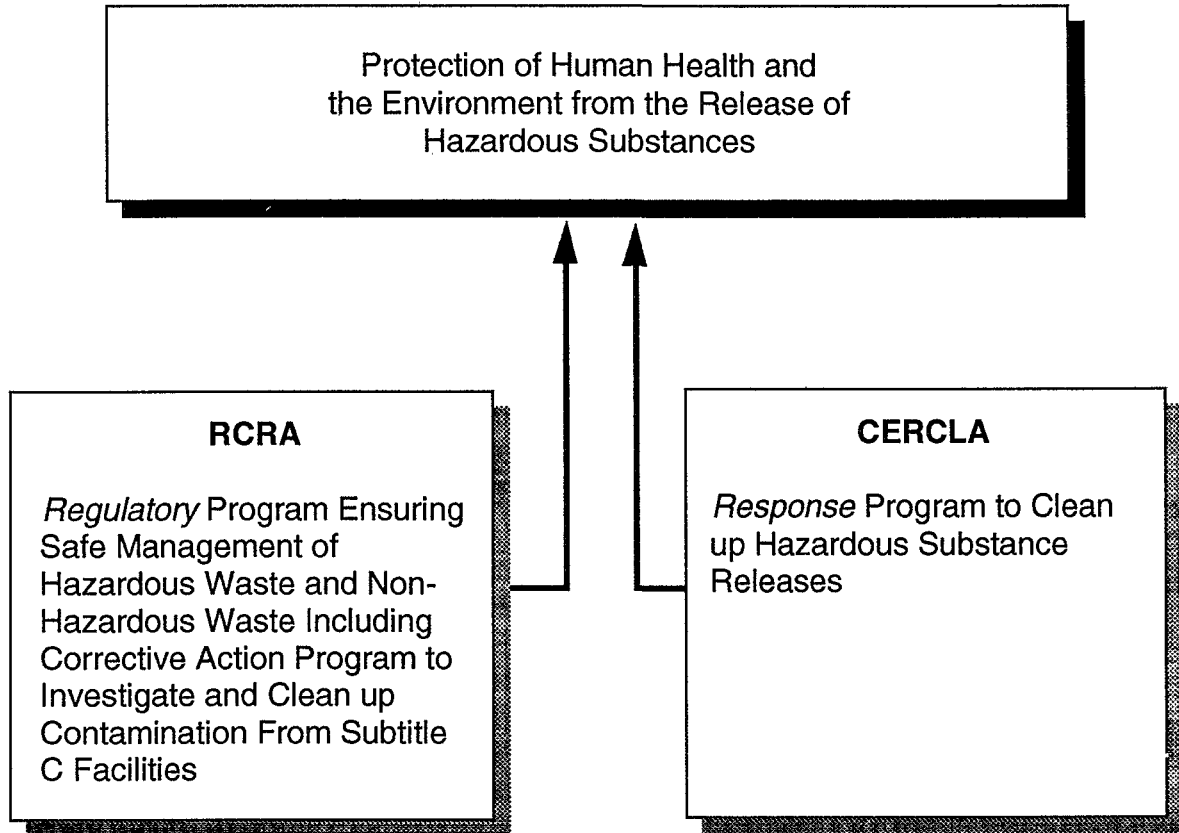 Protection of Human Health and
the Environment from the Release of
Hazardous Substances
RCRA
Regulatory Program Ensuring
Safe Management of
Hazardous Waste and Non-
Hazardous Waste Including
Corrective Action Program to
Investigate and Clean up
Contamination From Subtitle
C Facilities
CERCLA
Response Program to Clean
up Hazardous Substance
Releases